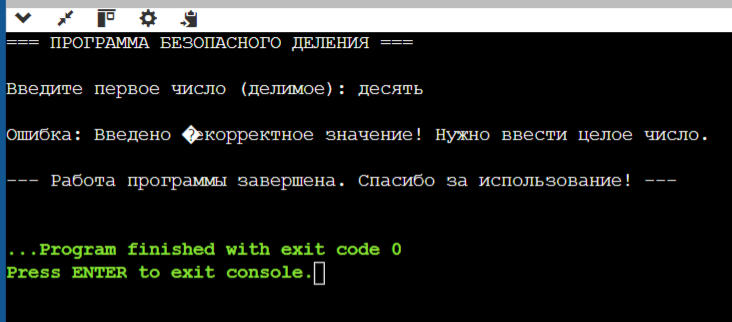 === ПРОГРАММА БЕЗОПАСНОГО ДЕЛЕНИЯ ===
Введите первое число (делимое): десять
Ошибка: Введено �екорректное значение! Нужно ввести целое число.
--- Работа программы завершена. Спасибо за использование! ---
...Program finished with exit code 0
Press ENTER to exit console.